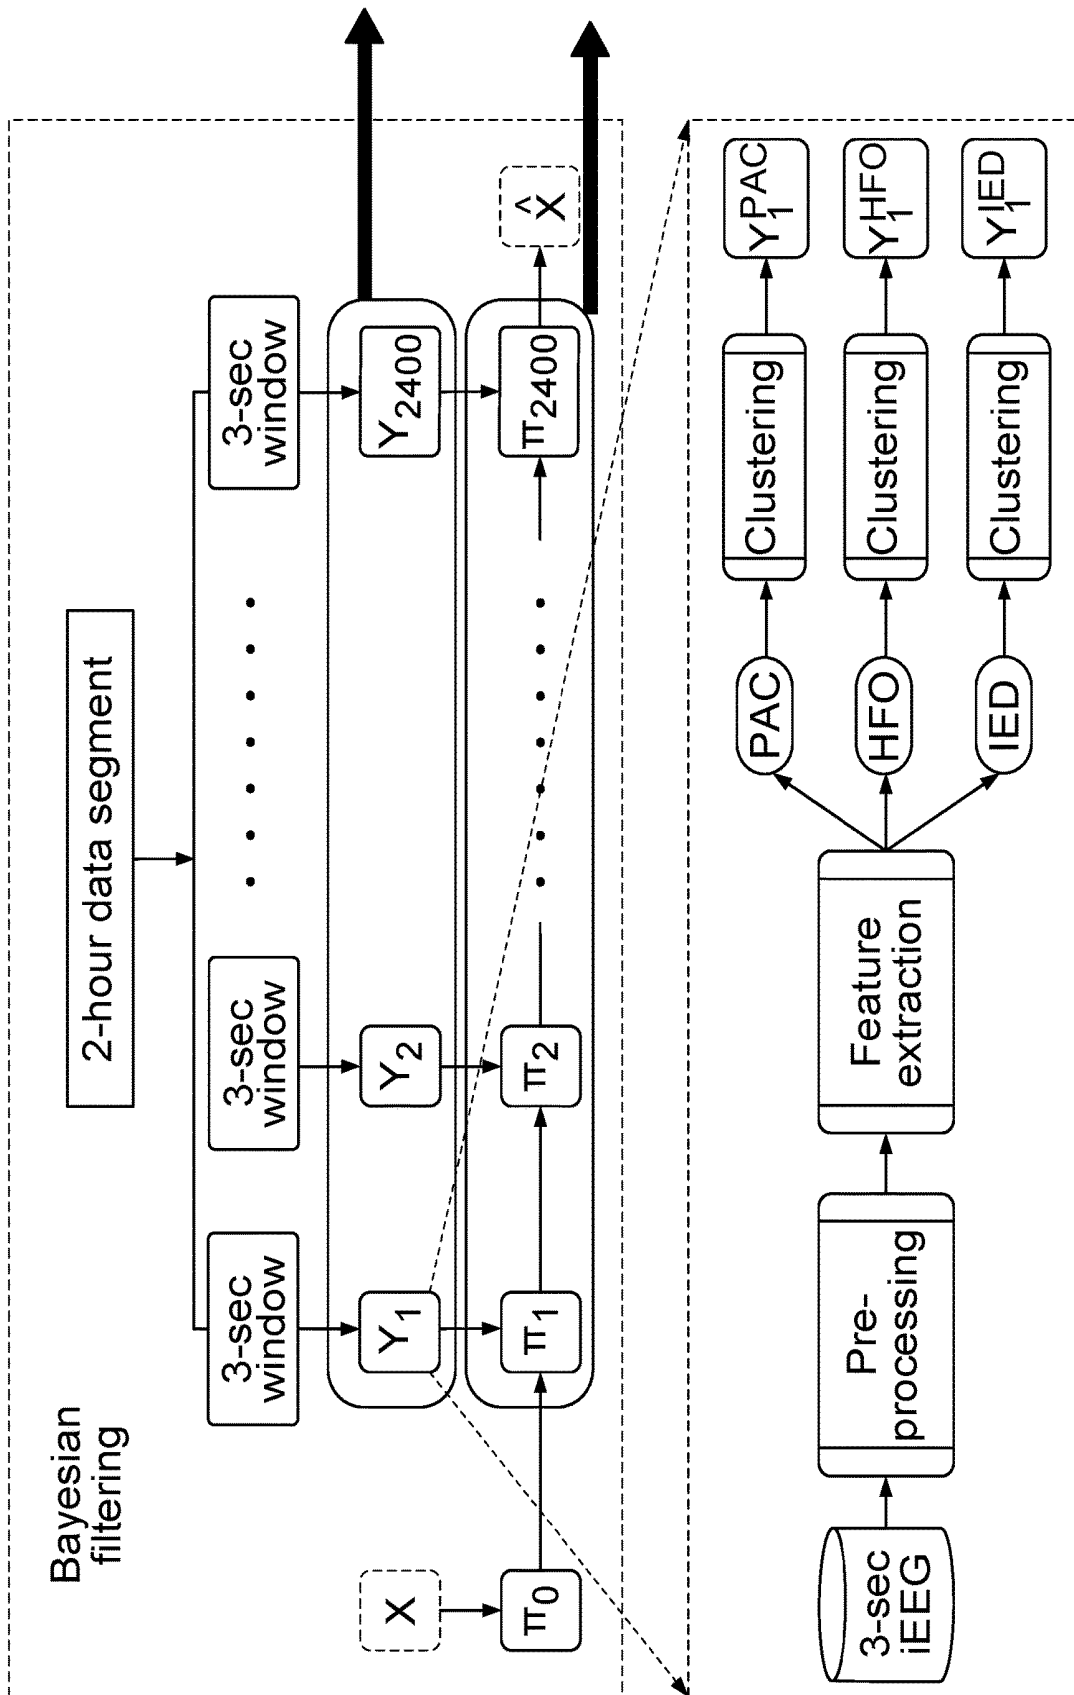 Bayesian
filtering
2-hour data segment
3-sec
window
3-sec
window
3-sec
window
X
Y₁
Y₂
Y₂₄₀₀
π₀
π₁
π₂
π₂₄₀₀
X̂
3-sec
iEEG
Pre-
processing
Feature
extraction
PAC
Clustering
Y₁ᴾᴬᶜ
HFO
Clustering
Y₁ᴴᶠᴼ
IED
Clustering
Y₁ᴵᴱᴰ